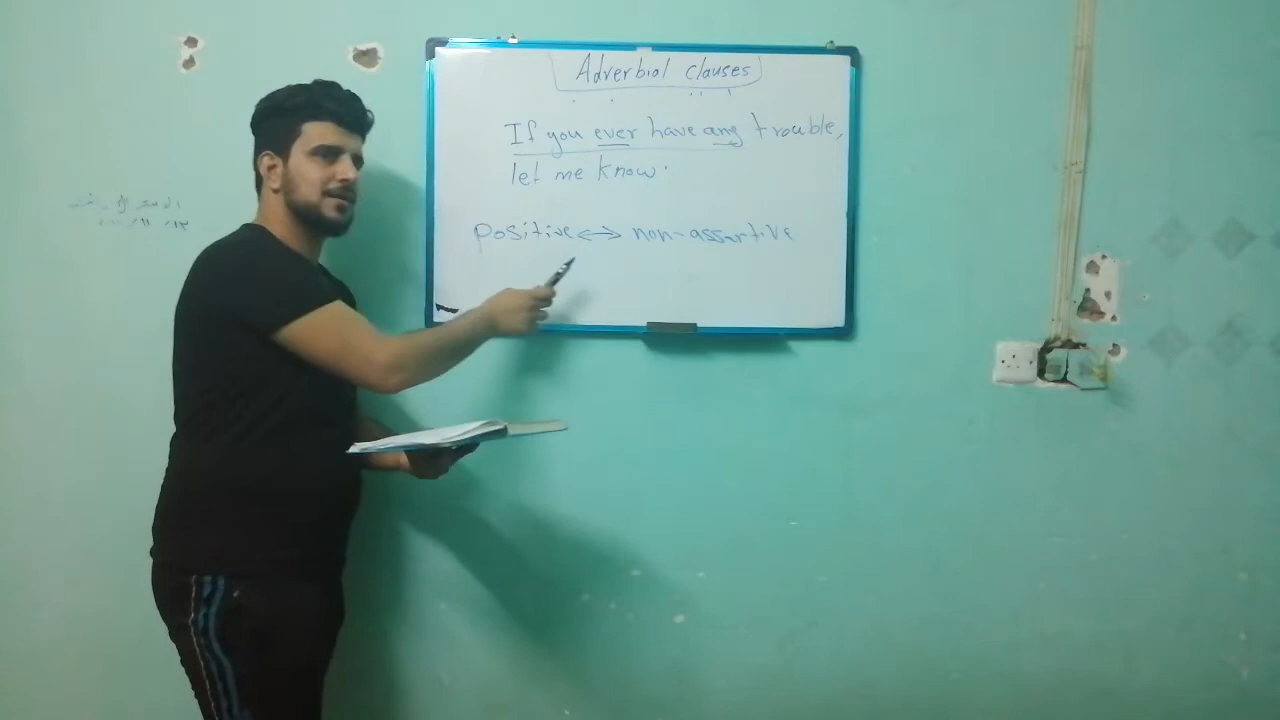 Adverbial clauses
If you ever have any trouble,
let me know.
positive <-> non-assertive